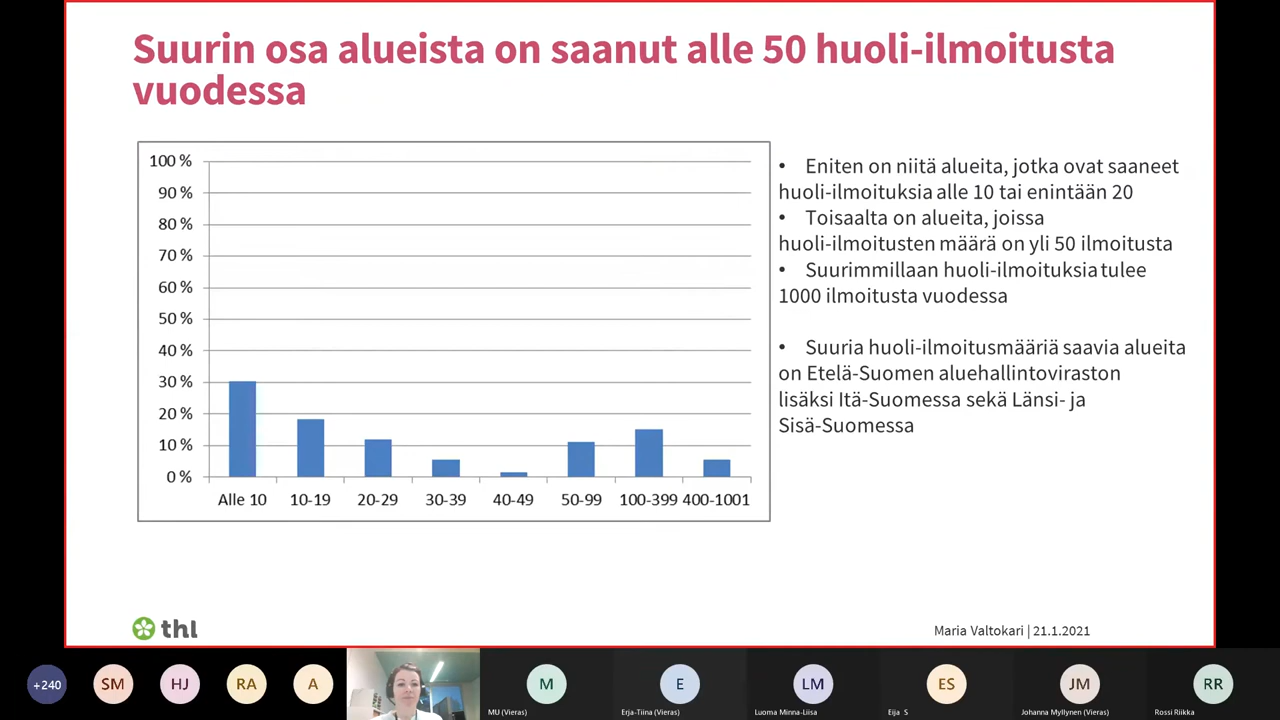 Suurin osa alueista on saanut alle 50 huoli-ilmoitusta
vuodessa
100 %
90 %
80 %
70 %
60 %
50 %
40 %
30 %
20 %
10 %
0 %
Alle 10
10-19
20-29
30-39
40-49
50-99
100-399
400-1001
• Eniten on niitä alueita, jotka ovat saaneet
huoli-ilmoituksia alle 10 tai enintään 20
• Toisaalta on alueita, joissa
huoli-ilmoitusten määrä on yli 50 ilmoitusta
• Suurimmillaan huoli-ilmoituksia tulee
1000 ilmoitusta vuodessa
• Suuria huoli-ilmoitusmääriä saavia alueita
on Etelä-Suomen aluehallintoviraston
lisäksi Itä-Suomessa sekä Länsi- ja
Sisä-Suomessa
thl
Maria Valtokari | 21.1.2021
+240
SM
HJ
RA
A
M
MU (Vieras)
E
Erja-Tiina (Vieras)
LM
Luoma Minna-Liisa
ES
Eija S
JM
Johanna Myllynen (Vieras)
RR
Rossi Riikka